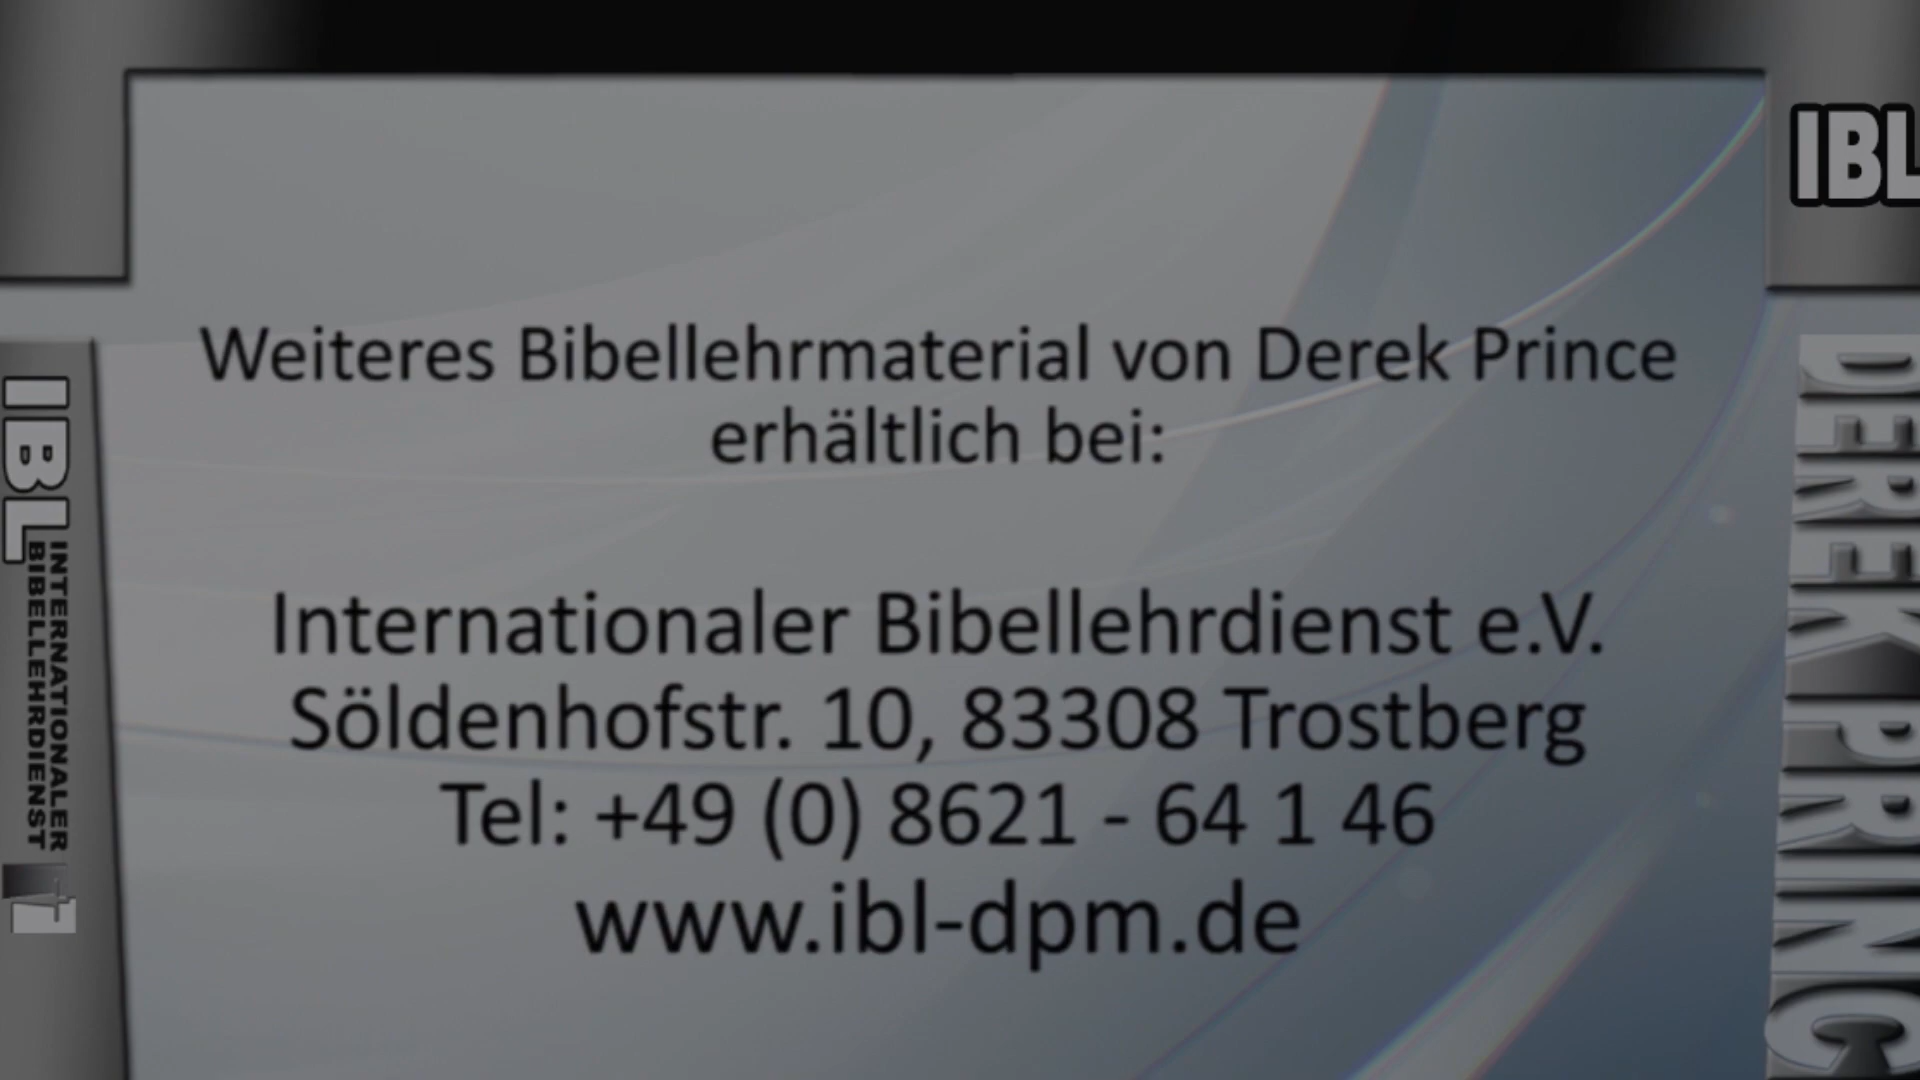 IBL
Weiteres Bibellehrmaterial von Derek Prince
erhältlich bei:
Internationaler Bibellehrdienst e.V.
Söldenhofstr. 10, 83308 Trostberg
Tel: +49 (0) 8621 - 64 1 46
www.ibl-dpm.de
IBL
INTERNATIONALER
BIBELLEHRDIENST
DEREK PRINC